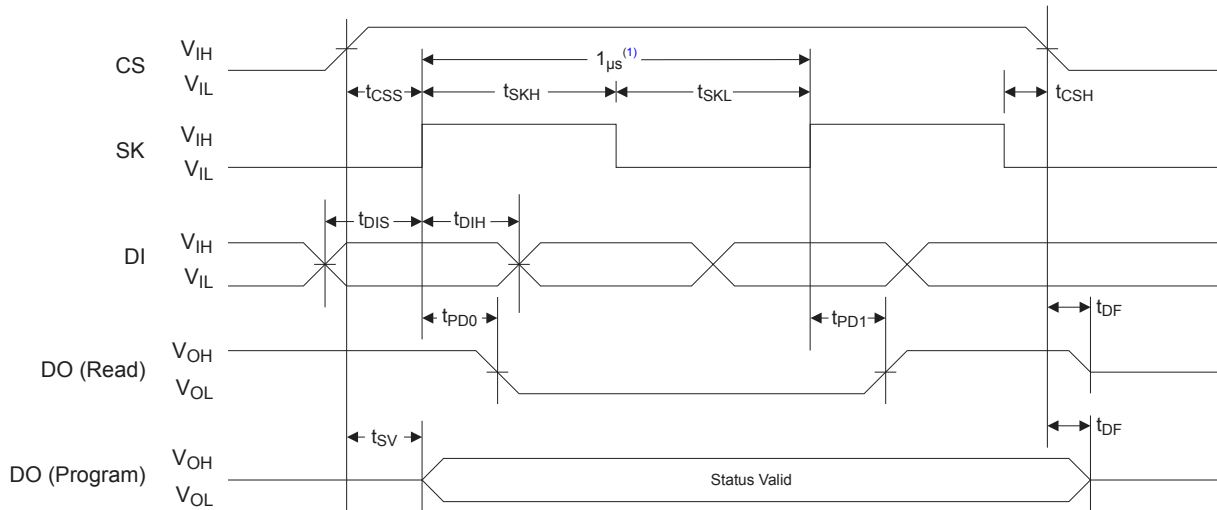 CS
VIH
VIL
1µs(1)
tCSS
tSKH
tSKL
tCSH
SK
VIH
VIL
tDIS
tDIH
DI
VIH
VIL
tPD0
tPD1
tDF
DO (Read)
VOH
VOL
tSV
tDF
DO (Program)
VOH
VOL
Status Valid